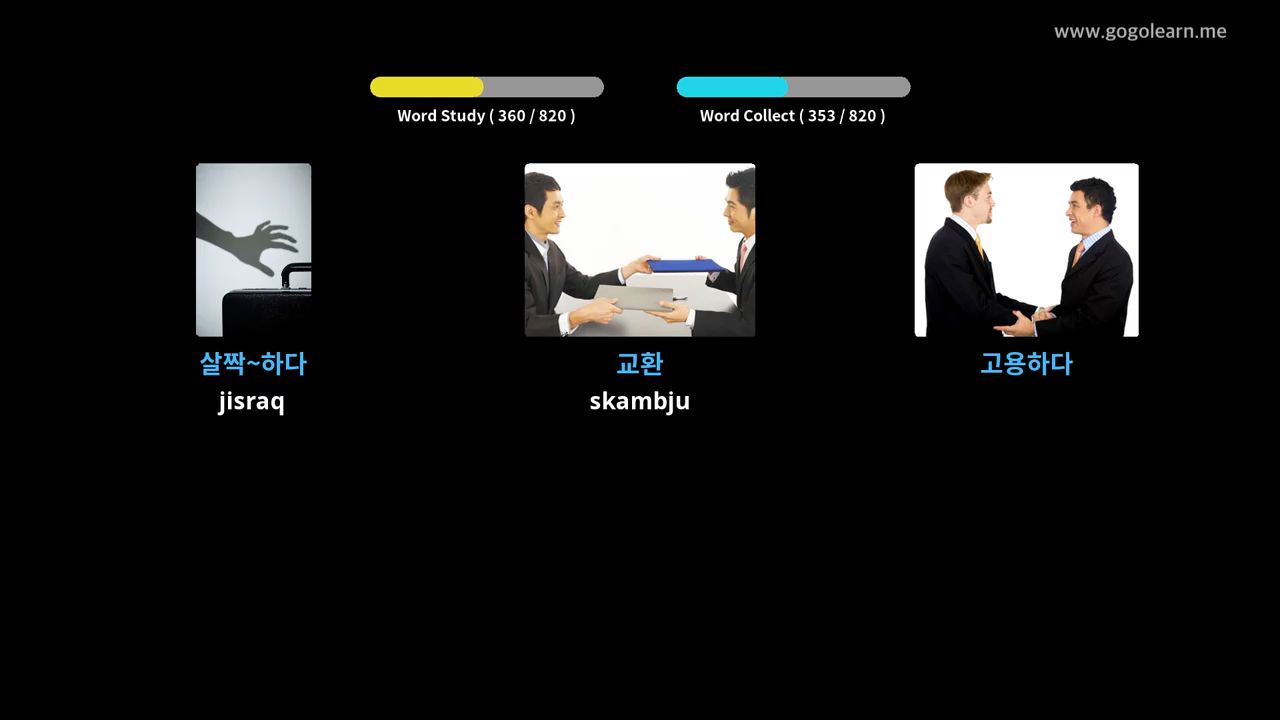 www.gogolearn.me
Word Study ( 360 / 820 )
Word Collect ( 353 / 820 )
살짝~하다
jisraq
교환
skambju
고용하다